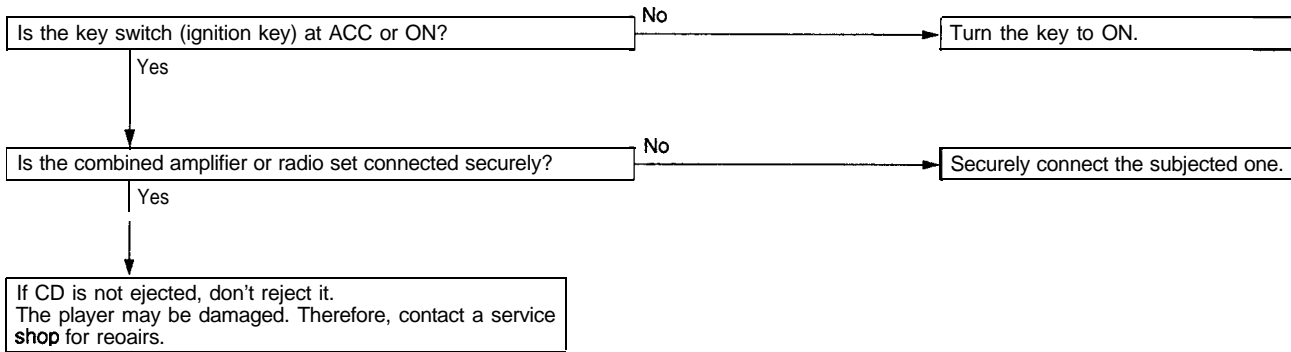 No
Is the key switch (ignition key) at ACC or ON?
Turn the key to ON.
Yes
No
Is the combined amplifier or radio set connected securely?
Securely connect the subjected one.
Yes
If CD is not ejected, don't reject it.
The player may be damaged. Therefore, contact a service
shop for reoairs.